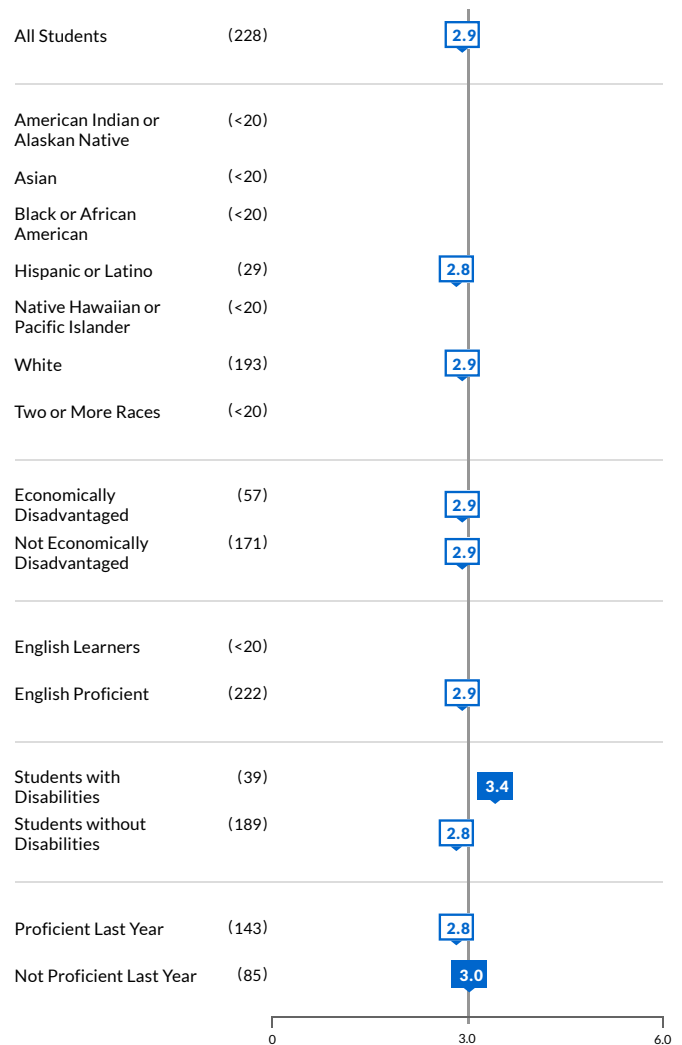 All Students (228) 2.9
American Indian or (<20)
Alaskan Native
Asian (<20)
Black or African (<20)
American
Hispanic or Latino (29) 2.8
Native Hawaiian or (<20)
Pacific Islander
White (193) 2.9
Two or More Races (<20)
Economically (57) 2.9
Disadvantaged
Not Economically (171) 2.9
Disadvantaged
English Learners (<20)
English Proficient (222) 2.9
Students with (39) 3.4
Disabilities
Students without (189) 2.8
Disabilities
Proficient Last Year (143) 2.8
Not Proficient Last Year (85) 3.0
0 3.0 6.0